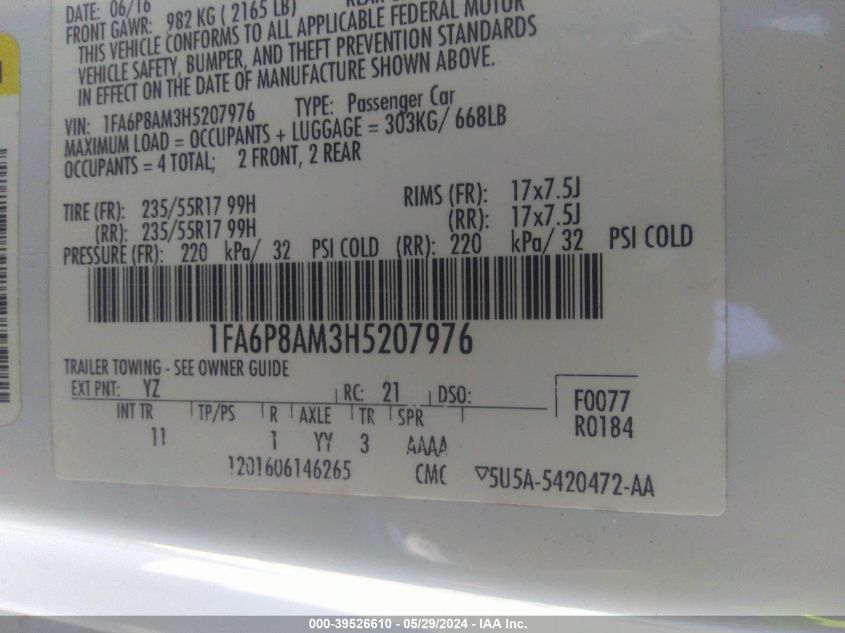 DATE: 06/16
FRONT GAWR: 982 KG ( 2165 LB)
THIS VEHICLE CONFORMS TO ALL APPLICABLE FEDERAL MOTOR
VEHICLE SAFETY, BUMPER, AND THEFT PREVENTION STANDARDS
IN EFFECT ON THE DATE OF MANUFACTURE SHOWN ABOVE.
VIN: 1FA6P8AM3H5207976 TYPE: Passenger Car
MAXIMUM LOAD = OCCUPANTS + LUGGAGE = 303KG/ 668LB
OCCUPANTS = 4 TOTAL; 2 FRONT, 2 REAR
TIRE (FR): 235/55R17 99H RIMS (FR): 17x7.5J
(RR): 235/55R17 99H (RR): 17x7.5J
PRESSURE (FR): 220 kPa/ 32 PSI COLD (RR): 220 kPa/ 32 PSI COLD
1FA6P8AM3H5207976
TRAILER TOWING - SEE OWNER GUIDE
EXT PNT: YZ RC: 21 DSO:
INT TR TP/PS R AXLE TR SPR F0077
11 1 YY 3 AAAA R0184
1201606146265 CMC ▽5U5A-5420472-AA
000-39526610 - 05/29/2024 - IAA Inc.